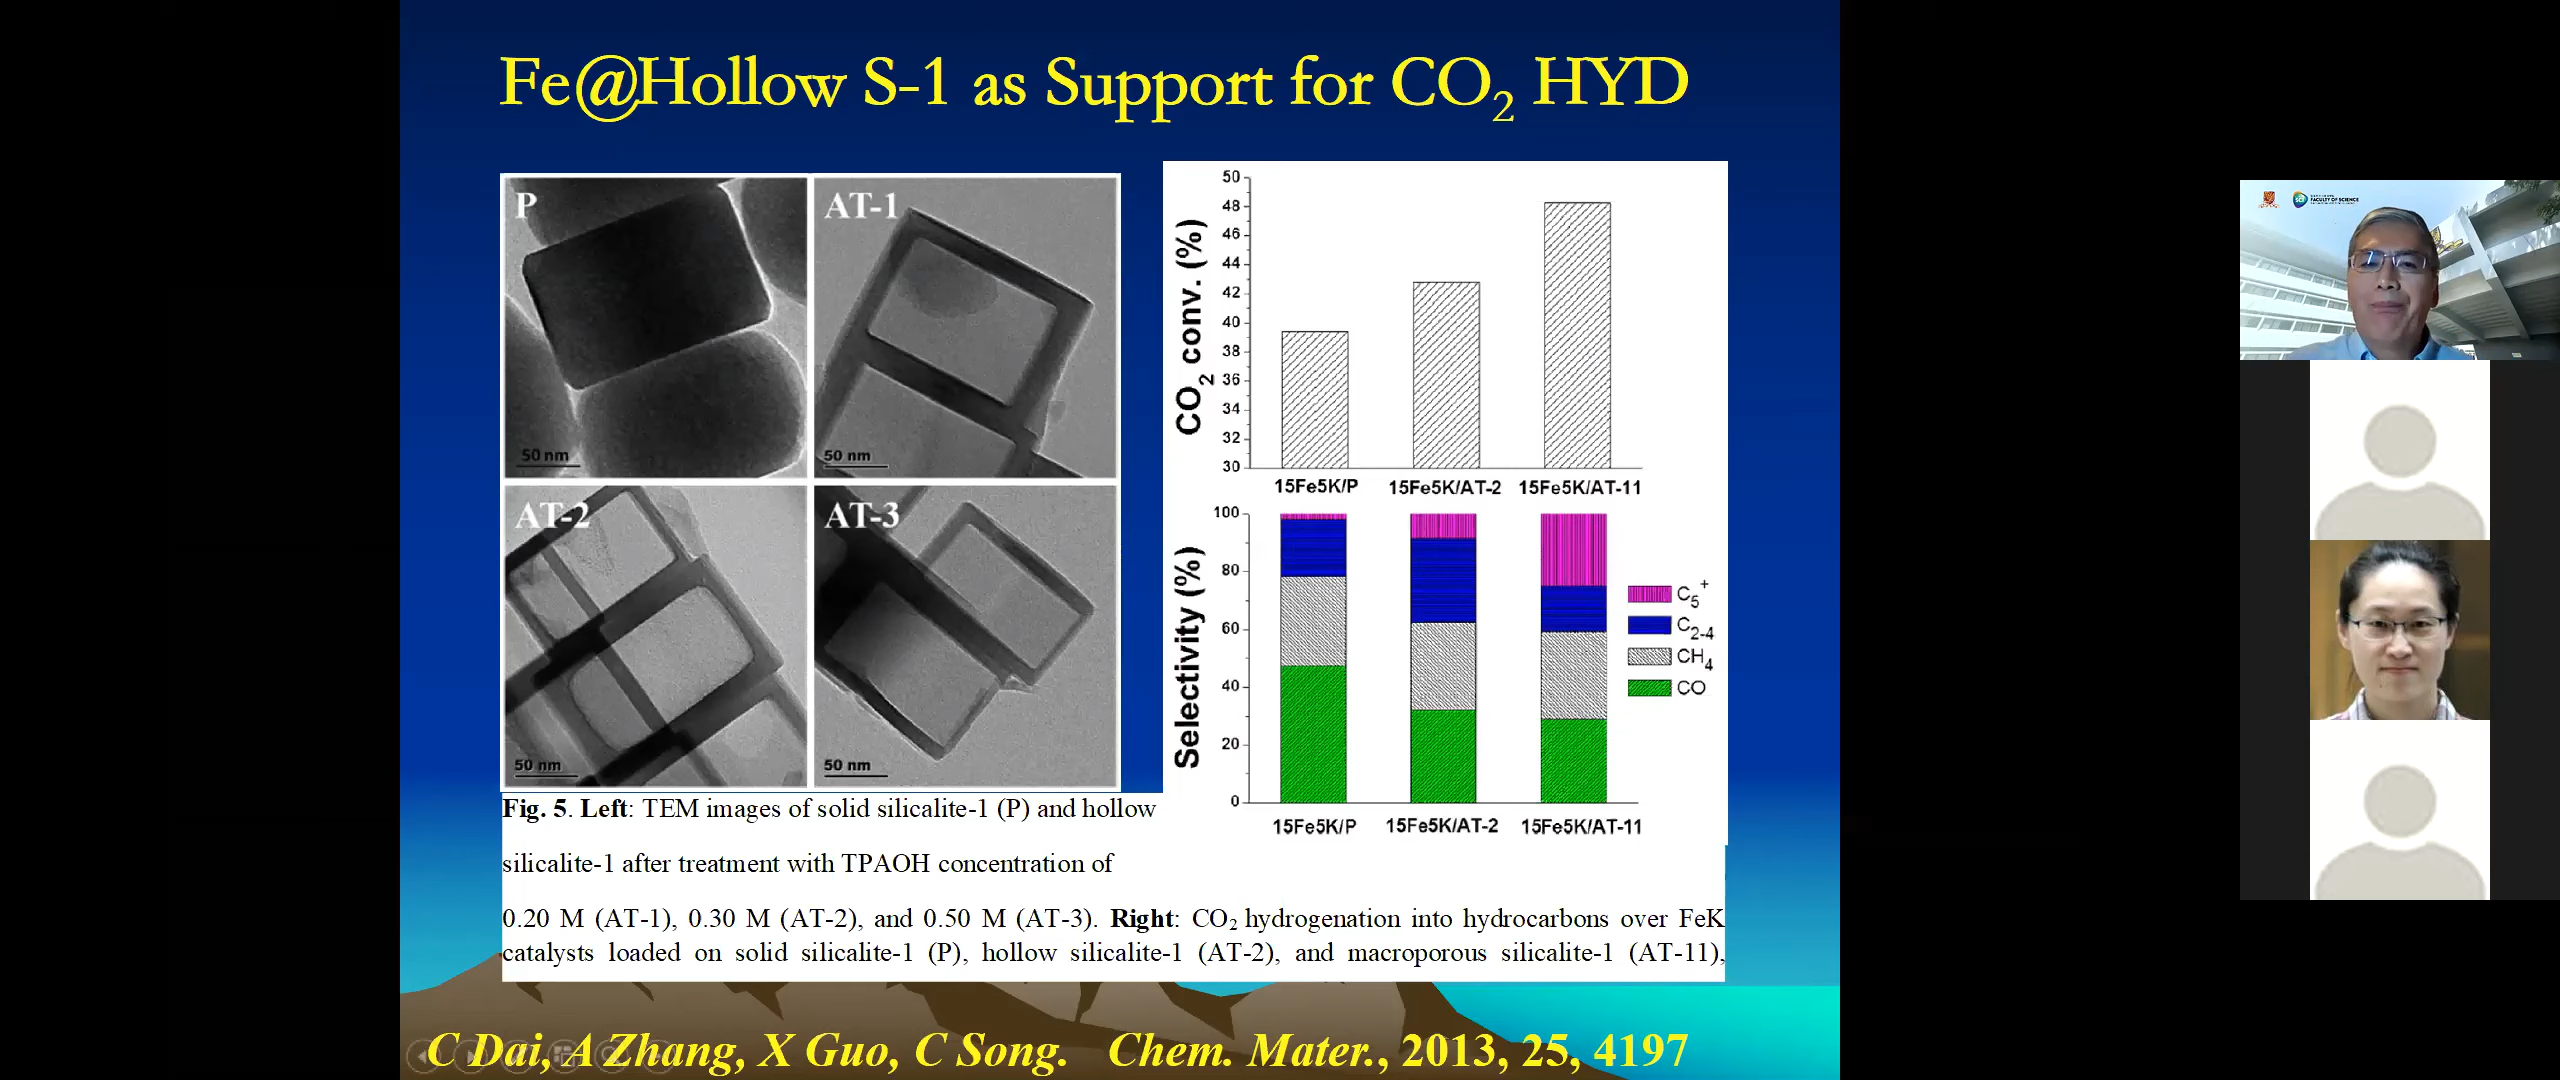 Fe@Hollow S-1 as Support for CO2 HYD
P
50 nm
AT-1
50 nm
AT-2
50 nm
AT-3
50 nm
CO2 conv. (%)
50
48
46
44
42
40
38
36
34
32
30
15Fe5K/P 15Fe5K/AT-2 15Fe5K/AT-11
Selectivity (%)
100
80
60
40
20
0
15Fe5K/P 15Fe5K/AT-2 15Fe5K/AT-11
C5+
C2-4
CH4
CO
Fig. 5. Left: TEM images of solid silicalite-1 (P) and hollow
silicalite-1 after treatment with TPAOH concentration of
0.20 M (AT-1), 0.30 M (AT-2), and 0.50 M (AT-3). Right: CO2 hydrogenation into hydrocarbons over FeK
catalysts loaded on solid silicalite-1 (P), hollow silicalite-1 (AT-2), and macroporous silicalite-1 (AT-11),
C Dai, A Zhang, X Guo, C Song. Chem. Mater., 2013, 25, 4197
FACULTY OF SCIENCE